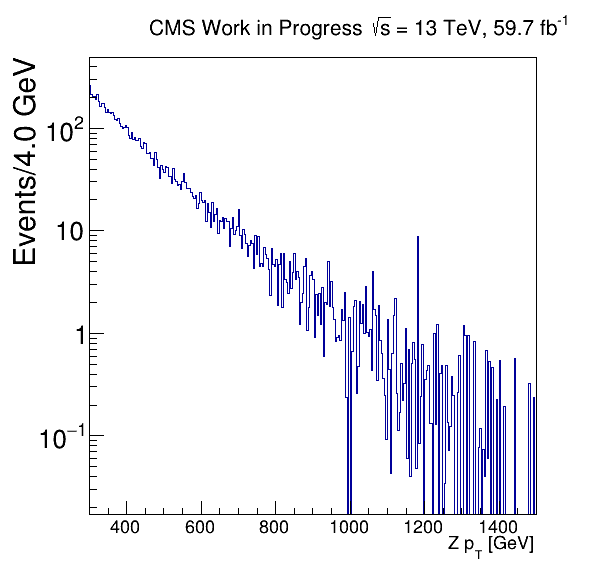 CMS Work in Progress √s = 13 TeV, 59.7 fb⁻¹
Events/4.0 GeV
10²
10
1
10⁻¹
400 600 800 1000 1200 1400
Z p_T [GeV]